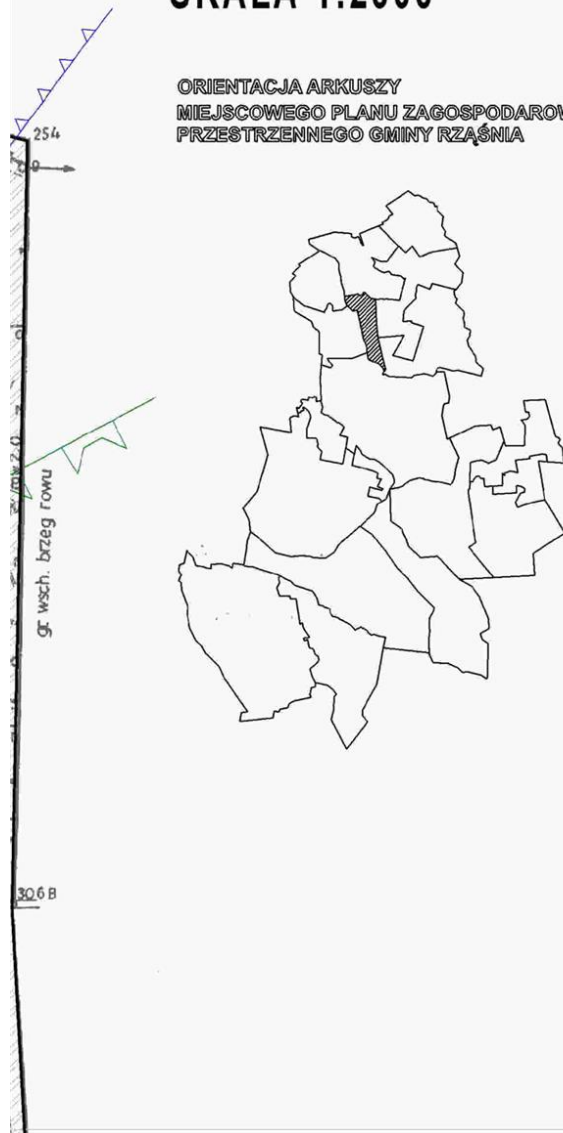 SKALA 1:2000
ORIENTACJA ARKUSZY
MIEJSCOWEGO PLANU ZAGOSPODAROW
PRZESTRZENNEGO GMINY RZĄŚNIA
254
gr wsch. brzeg rowu
306B